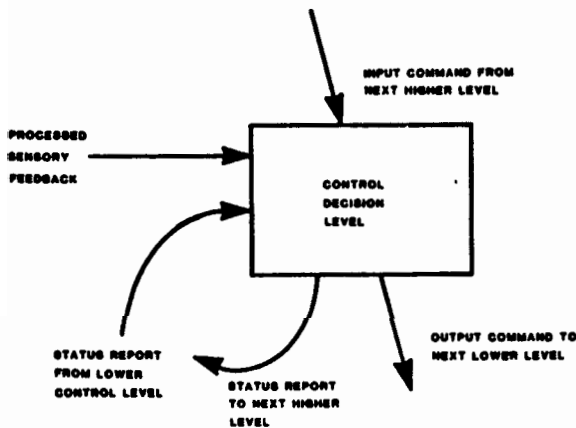 INPUT COMMAND FROM
NEXT HIGHER LEVEL
PROCESSED
SENSORY
FEEDBACK
CONTROL
DECISION
LEVEL
STATUS REPORT
FROM LOWER
CONTROL LEVEL
STATUS REPORT
TO NEXT HIGHER
LEVEL
OUTPUT COMMAND TO
NEXT LOWER LEVEL